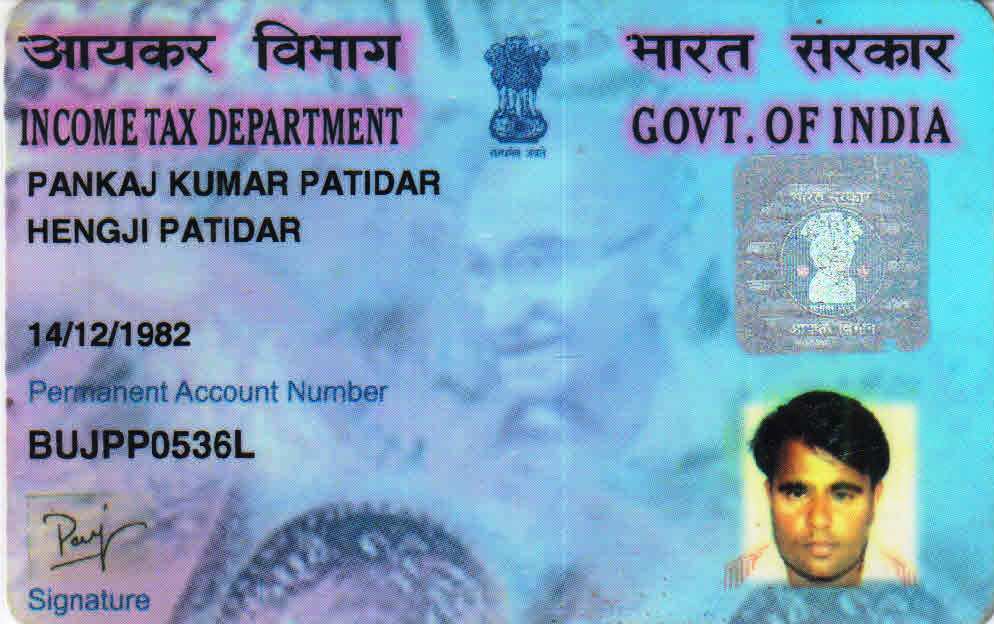 आयकर विभाग
भारत सरकार
INCOME TAX DEPARTMENT
GOVT. OF INDIA
सत्यमेव जयते
PANKAJ KUMAR PATIDAR
HENGJI PATIDAR
भारत सरकार
14/12/1982
आयकर विभाग
Permanent Account Number
BUJPP0536L
Signature